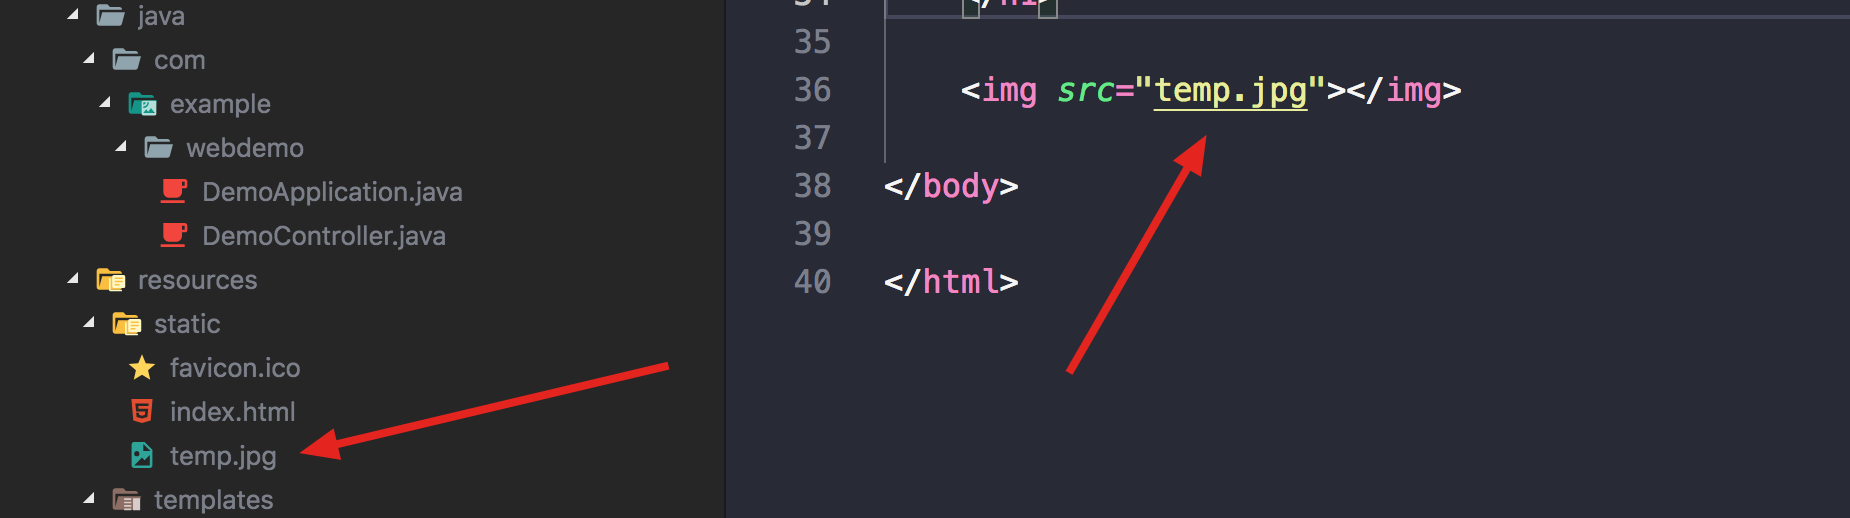 java
com
example
webdemo
DemoApplication.java
DemoController.java
resources
static
favicon.ico
index.html
temp.jpg
templates
35
36 <img src="temp.jpg"></img>
37
38 </body>
39
40 </html>